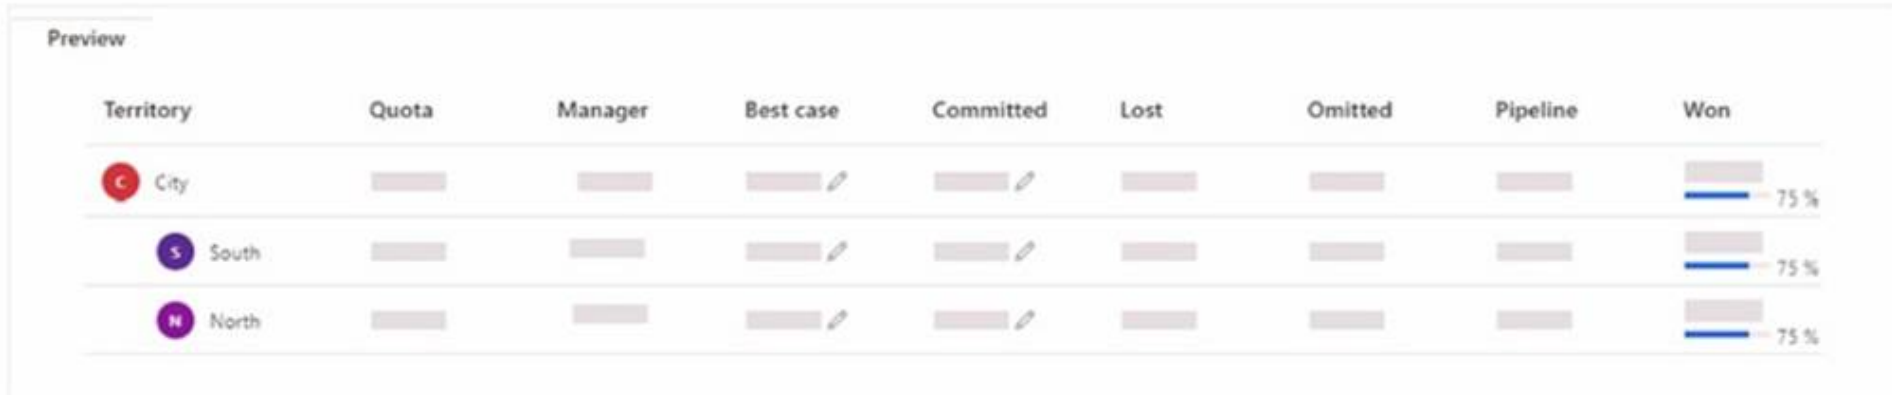 Preview
Territory Quota Manager Best case Committed Lost Omitted Pipeline Won
C City 75 %
S South 75 %
N North 75 %